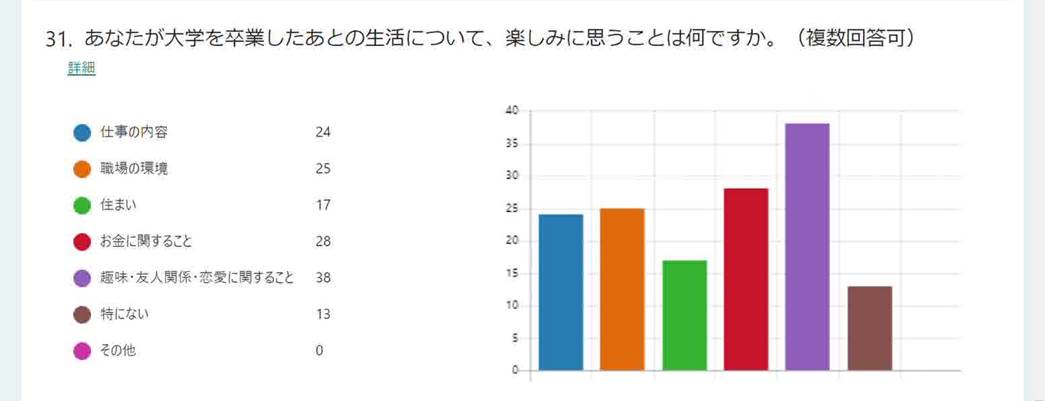 31. あなたが大学を卒業したあとの生活について、楽しみに思うことは何ですか。（複数回答可）
詳細
仕事の内容 24
職場の環境 25
住まい 17
お金に関すること 28
趣味・友人関係・恋愛に関すること 38
特にない 13
その他 0
40
35
30
25
20
15
10
5
0